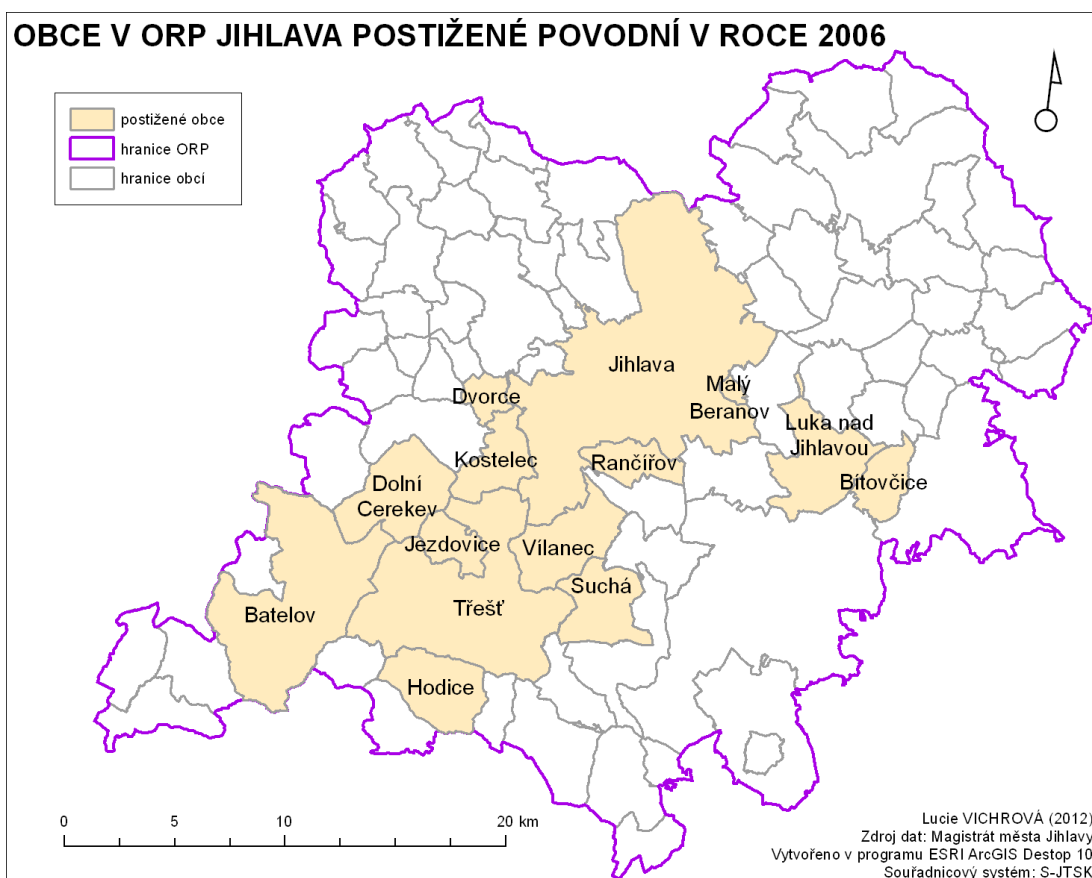 OBCE V ORP JIHLAVA POSTIŽENÉ POVODNÍ V ROCE 2006
postižené obce
hranice ORP
hranice obcí
Jihlava
Dvorce
Malý
Beranov
Luka nad
Jihlavou
Kostelec
Rančířov
Dolní
Cerekev
Bítovčice
Jezdovice
Vílanec
Suchá
Batelov
Třešť
Hodice
0 5 10 20 km
Lucie VICHROVÁ (2012)
Zdroj dat: Magistrát města Jihlavy
Vytvořeno v programu ESRI ArcGIS Destop 10
Souřadnicový systém: S-JTSK